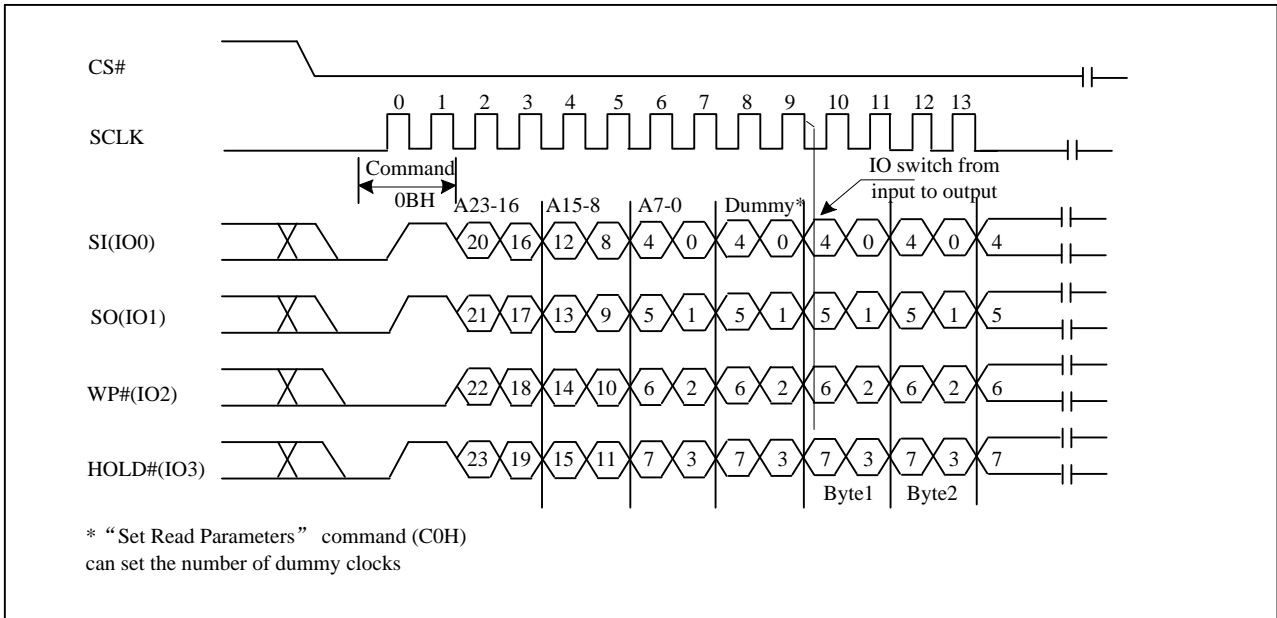 CS#
0 1 2 3 4 5 6 7 8 9 10 11 12 13
SCLK
Command
0BH
IO switch from
input to output
A23-16 A15-8 A7-0 Dummy*
SI(IO0) 20 16 12 8 4 0 4 0 4 0 4 0 4
SO(IO1) 21 17 13 9 5 1 5 1 5 1 5 1 5
WP#(IO2) 22 18 14 10 6 2 6 2 6 2 6 2 6
HOLD#(IO3) 23 19 15 11 7 3 7 3 7 3 7 3 7
Byte1 Byte2
* “Set Read Parameters” command (C0H)
can set the number of dummy clocks